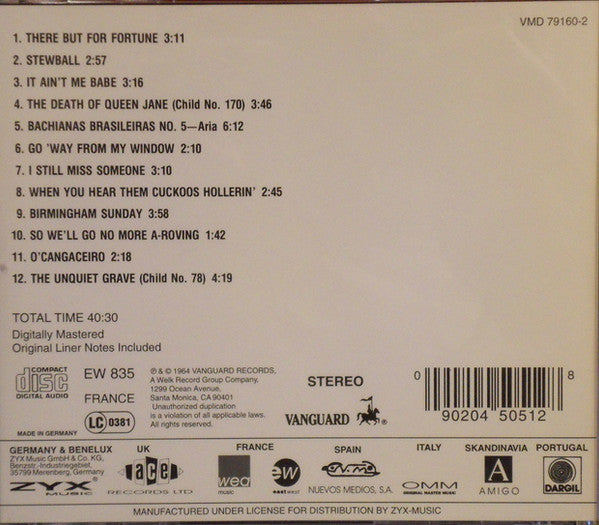 VMD 79160-2
1. THERE BUT FOR FORTUNE 3:11
2. STEWBALL 2:57
3. IT AIN'T ME BABE 3:16
4. THE DEATH OF QUEEN JANE (Child No. 170) 3:46
5. BACHIANAS BRASILEIRAS NO. 5—Aria 6:12
6. GO 'WAY FROM MY WINDOW 2:10
7. I STILL MISS SOMEONE 3:10
8. WHEN YOU HEAR THEM CUCKOOS HOLLERIN' 2:45
9. BIRMINGHAM SUNDAY 3:58
10. SO WE'LL GO NO MORE A-ROVING 1:42
11. O'CANGACEIRO 2:18
12. THE UNQUIET GRAVE (Child No. 78) 4:19
TOTAL TIME 40:30
Digitally Mastered
Original Liner Notes Included
COMPACT
disc
DIGITAL AUDIO
MADE IN GERMANY
EW 835
FRANCE
LC 0381
℗ & © 1964 VANGUARD RECORDS,
A Welk Record Group Company,
1299 Ocean Avenue,
Santa Monica, CA 90401
Unauthorized duplication
is a violation of all applicable laws.
All rights reserved.
STEREO
VANGUARD ®
0 90204 50512 8
GERMANY & BENELUX
ZYX Music GmbH & Co. KG.
Benzstr.-Industriegebiet,
35799 Merenberg, Germany
ZYX
MUSIC
UK
ace
RECORDS LTD
FRANCE
wea
music
ew
east west
SPAIN
NUEVOS MEDIOS, S.A.
ITALY
OMM
ORIGINAL MASTER MUSIC
SKANDINAVIA
A
AMIGO
PORTUGAL
DARGIL
MANUFACTURED UNDER LICENSE FOR DISTRIBUTION BY ZYX-MUSIC